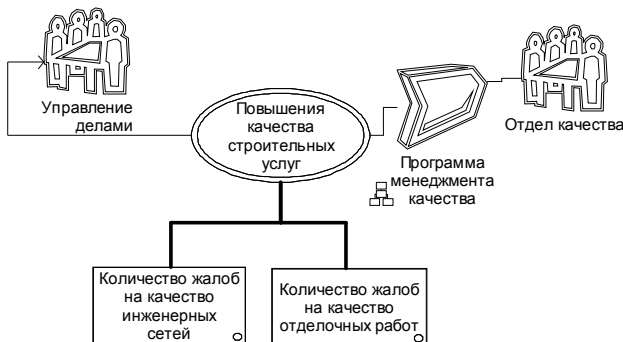 Управление
делами
Повышения
качества
строительных
услуг
Программа
менеджмента
качества
Отдел качества
Количество жалоб
на качество
инженерных
сетей
Количество жалоб
на качество
отделочных работ